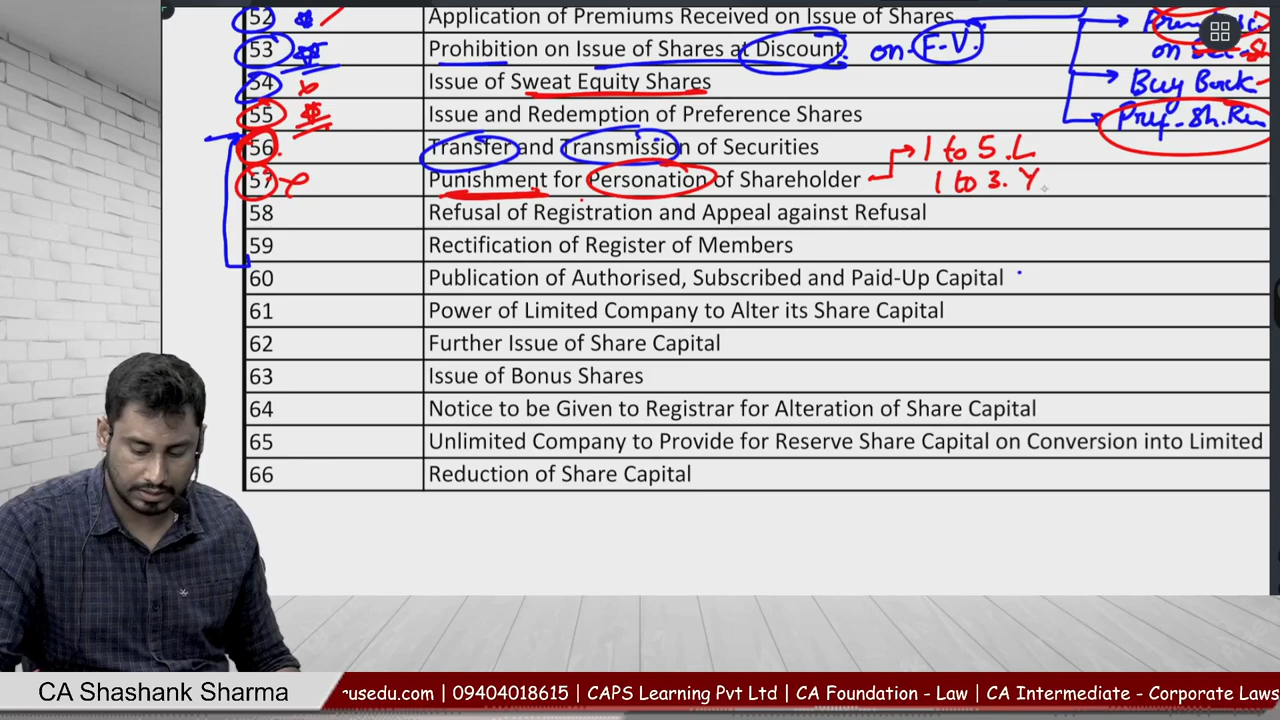 52 Application of Premiums Received on Issue of Shares
53 Prohibition on Issue of Shares at Discount. on F.V.
54 Issue of Sweat Equity Shares Buy Back
55 Issue and Redemption of Preference Shares
56 Transfer and Transmission of Securities 1 to 5.L
57 Punishment for Personation of Shareholder 1 to 3. Y
58 Refusal of Registration and Appeal against Refusal
59 Rectification of Register of Members
60 Publication of Authorised, Subscribed and Paid-Up Capital
61 Power of Limited Company to Alter its Share Capital
62 Further Issue of Share Capital
63 Issue of Bonus Shares
64 Notice to be Given to Registrar for Alteration of Share Capital
65 Unlimited Company to Provide for Reserve Share Capital on Conversion into Limited
66 Reduction of Share Capital
CA Shashank Sharma
rusedu.com | 09404018615 | CAPS Learning Pvt Ltd | CA Foundation - Law | CA Intermediate - Corporate Laws